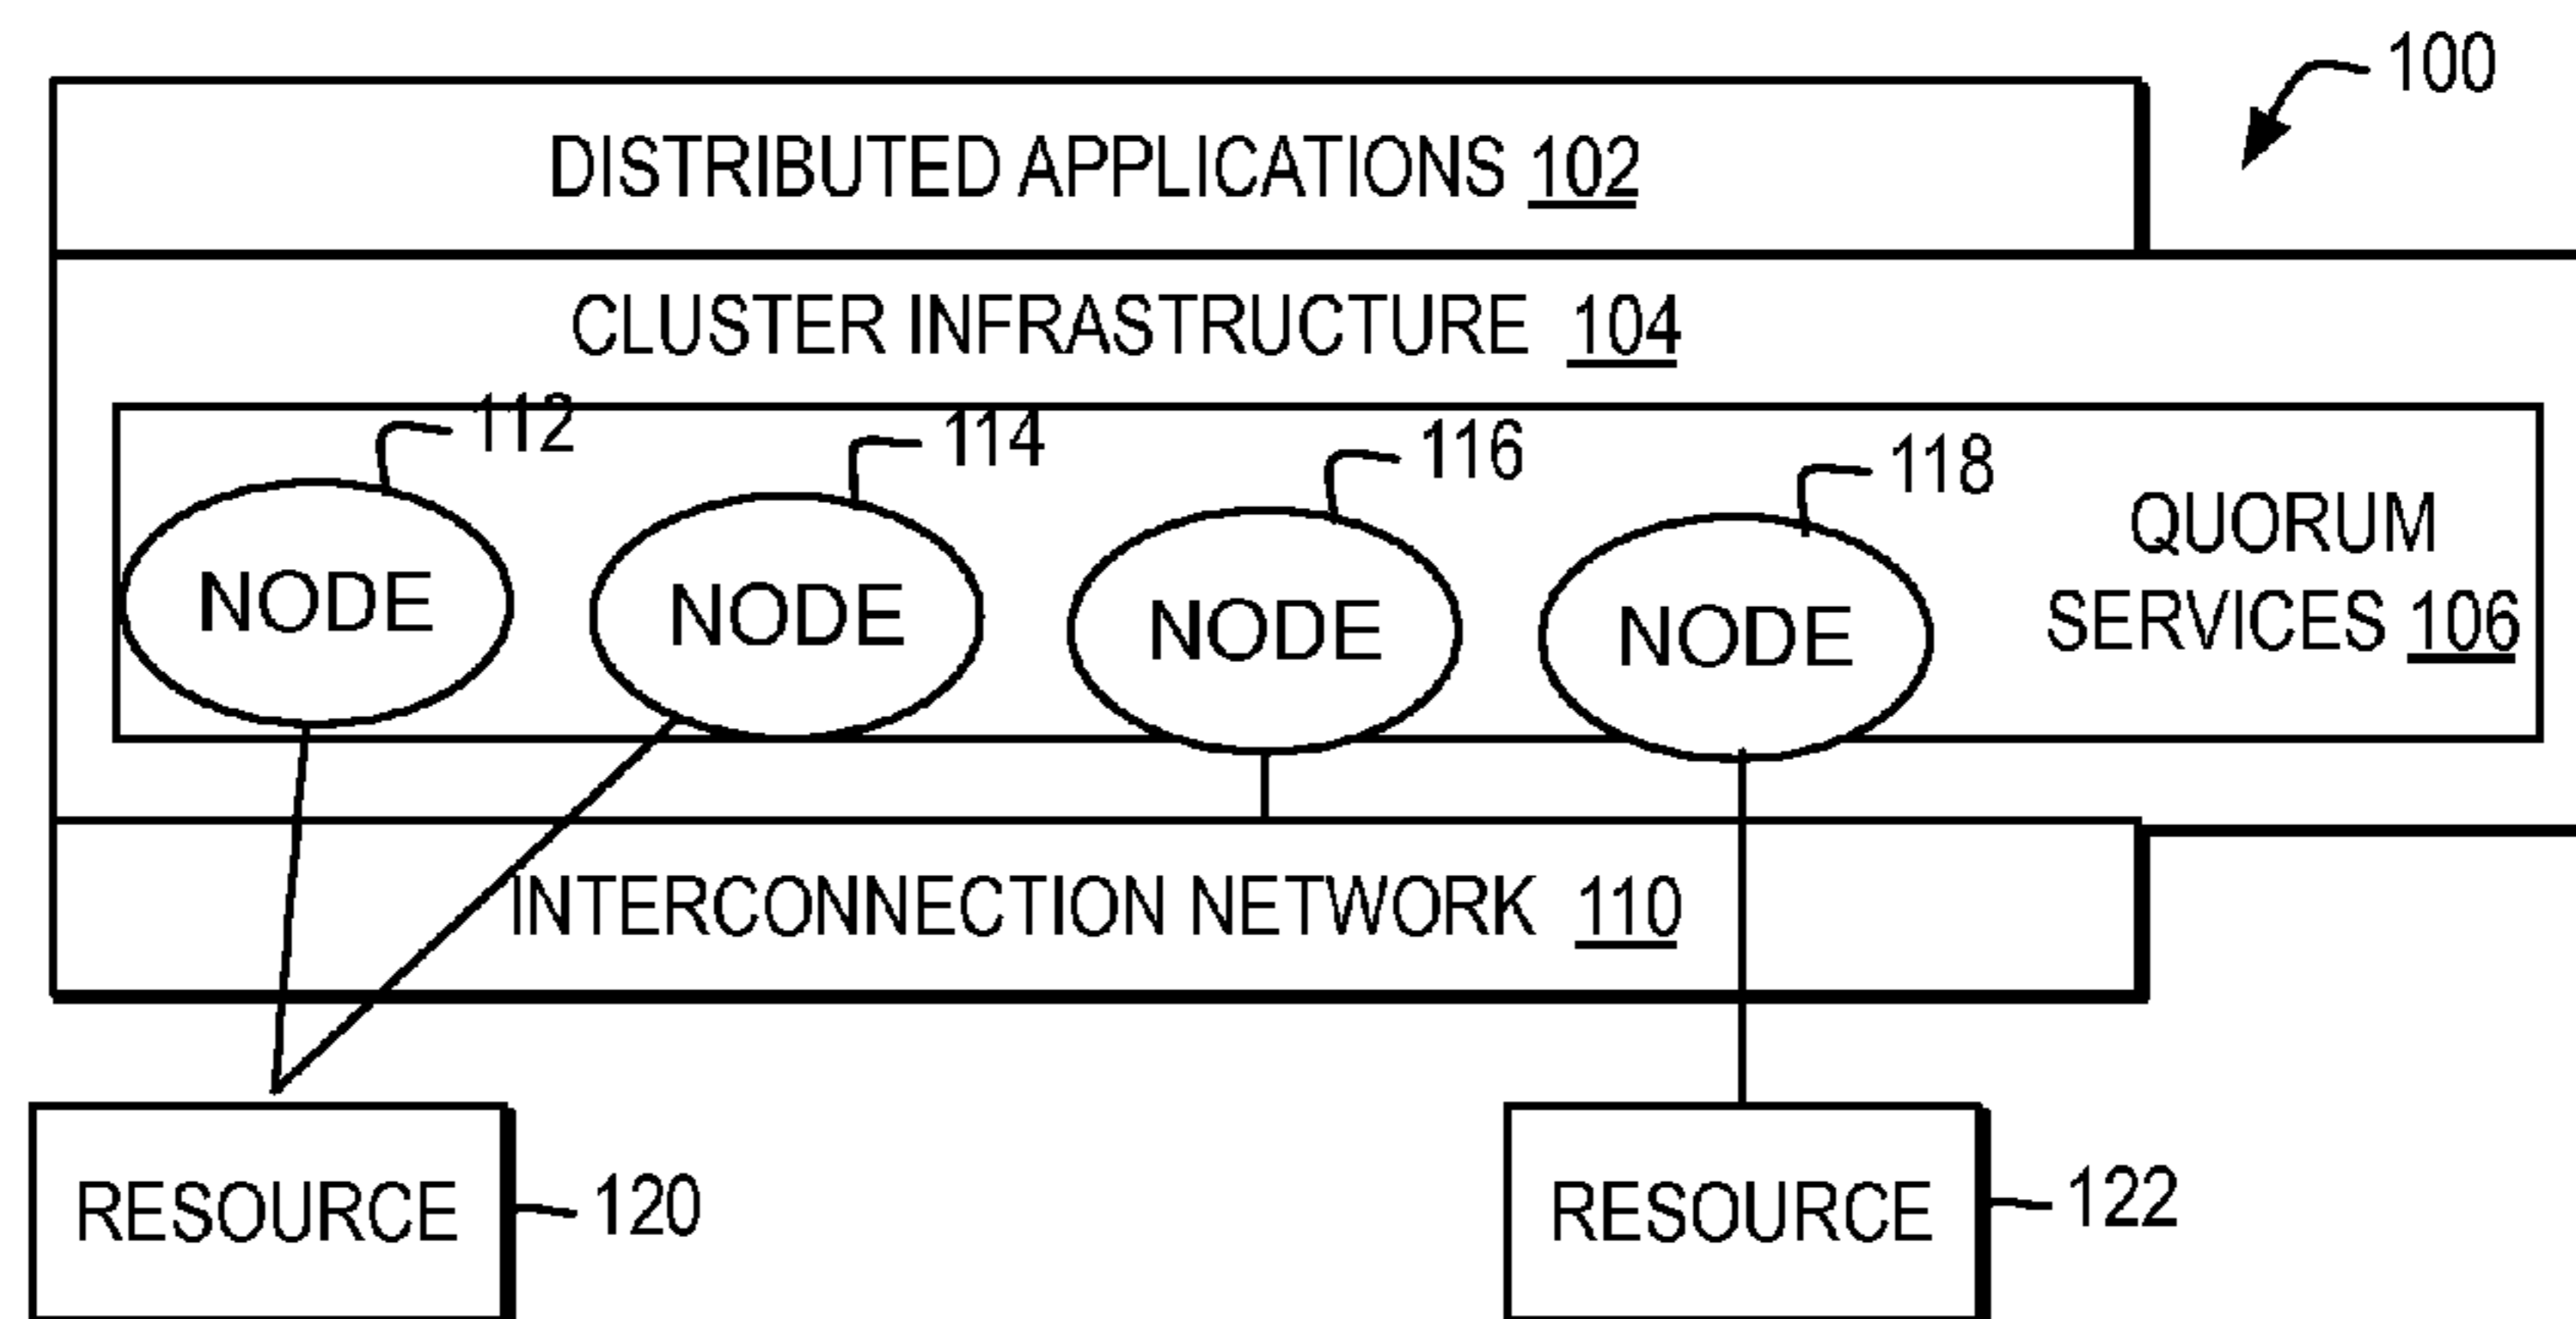 100
DISTRIBUTED APPLICATIONS 102
CLUSTER INFRASTRUCTURE 104
112
114
116
118
NODE
NODE
NODE
NODE
QUORUM
SERVICES 106
INTERCONNECTION NETWORK 110
RESOURCE
120
RESOURCE
122